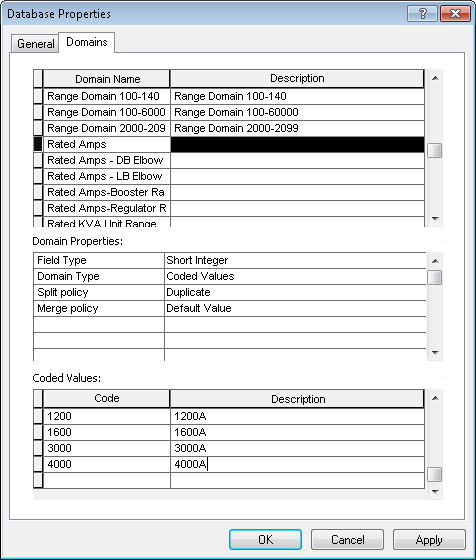 Database Properties
General Domains
Domain Name Description
Range Domain 100-140 Range Domain 100-140
Range Domain 100-6000 Range Domain 100-60000
Range Domain 2000-209 Range Domain 2000-2099
Rated Amps
Rated Amps - DB Elbow
Rated Amps - LB Elbow
Rated Amps-Booster Ra
Rated Amps-Regulator R
Rated KVA Unit Range
Domain Properties:
Field Type Short Integer
Domain Type Coded Values
Split policy Duplicate
Merge policy Default Value
Coded Values:
Code Description
1200 1200A
1600 1600A
3000 3000A
4000 4000A
OK Cancel Apply